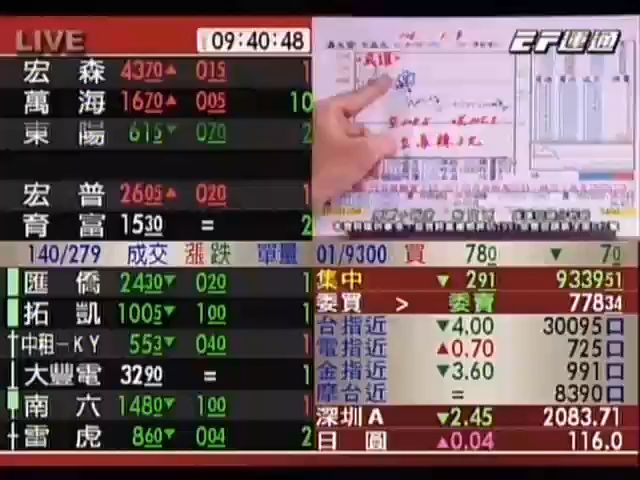 LIVE
09:40:48
EF運通
宏森 4370▲ 015 1
萬海 1670▲ 005 10
東陽 615▼ 070 2
宏普 2605▲ 020 1
育富 1530 = 2
140/279 成交 漲跌 單量
匯僑 2430▼ 020 1
拓凱 1005▼ 100 1
中租-KY 553▼ 040 1
大豐電 3290 = 1
南六 1480▼ 100 1
雷虎 860▼ 004 2
01/9300 買 780 ▼ 70
集中 ▼ 291 933951
委買 > 委賣 77834
台指近 ▼4.00 30095口
電指近 ▲0.70 725口
金指近 ▼3.60 991口
摩台近 = 8390口
深圳A ▼2.45 2083.71
日圓 ▲0.04 116.0